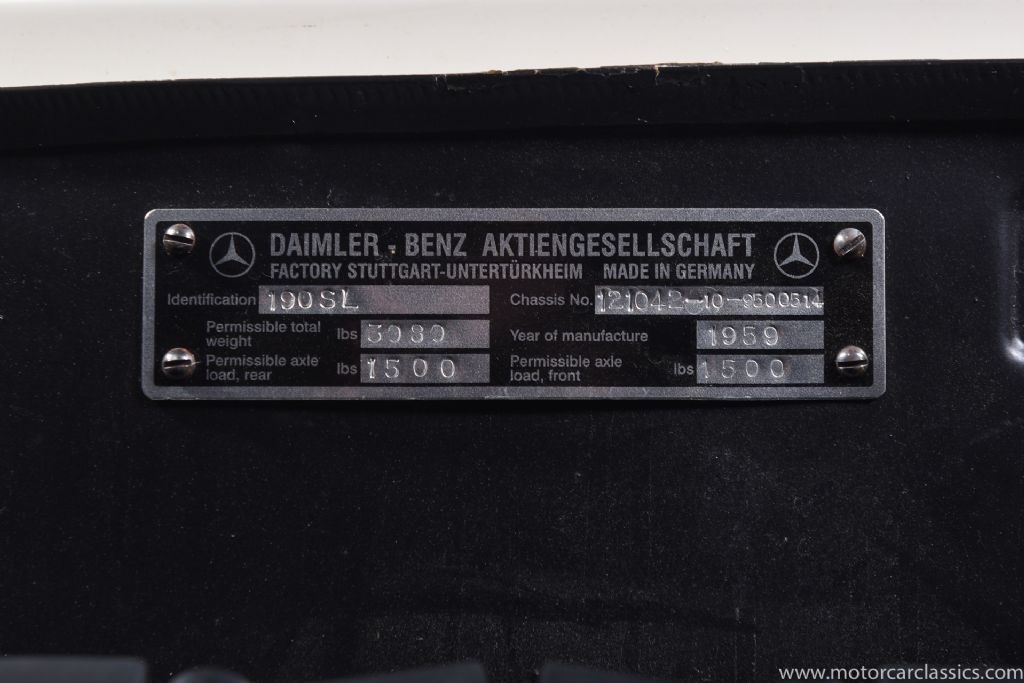 DAIMLER - BENZ AKTIENGESELLSCHAFT
FACTORY STUTTGART-UNTERTÜRKHEIM MADE IN GERMANY
Identification 190SL Chassis No. 121042-10-9500514
Permissible total weight lbs 3080 Year of manufacture 1959
Permissible axle load, rear lbs 1500 Permissible axle load, front lbs 1500
www.motorcarclassics.com